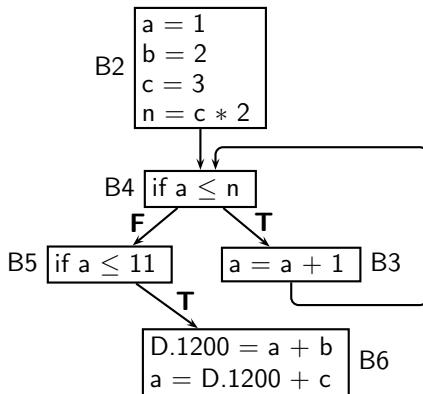 B2
a = 1
b = 2
c = 3
n = c ∗ 2
B4
if a ≤ n
F
T
B5
if a ≤ 11
a = a + 1
B3
T
D.1200 = a + b
a = D.1200 + c
B6